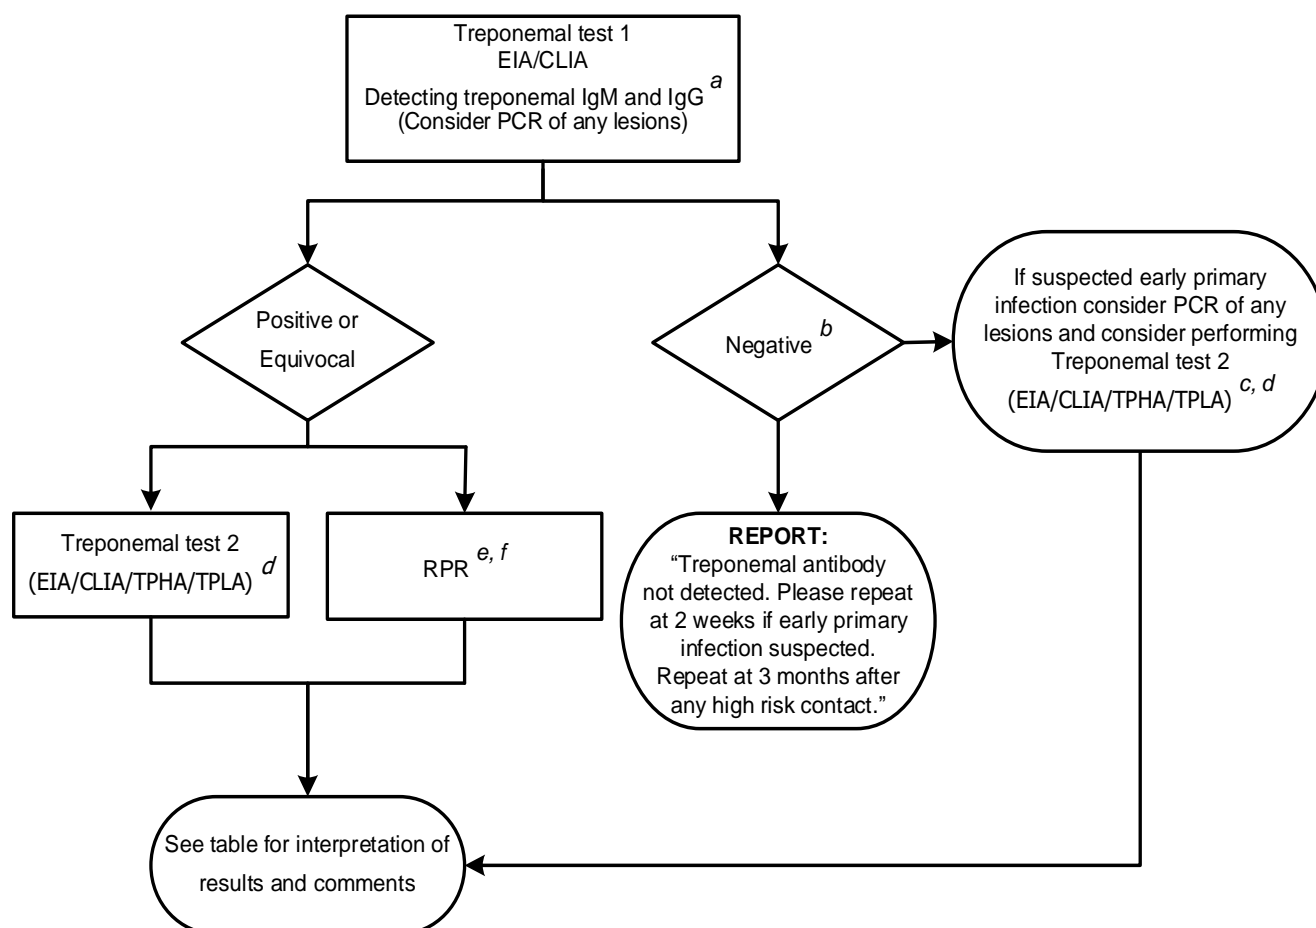 Treponemal test 1
EIA/CLIA
Detecting treponemal IgM and IgG a
(Consider PCR of any lesions)
Positive or
Equivocal
Negative b
If suspected early primary
infection consider PCR of any
lesions and consider performing
Treponemal test 2
(EIA/CLIA/TPHA/TPLA) c, d
Treponemal test 2
(EIA/CLIA/TPHA/TPLA) d
RPR e, f
REPORT:
“Treponemal antibody
not detected. Please repeat
at 2 weeks if early primary
infection suspected.
Repeat at 3 months after
any high risk contact.”
See table for interpretation of
results and comments